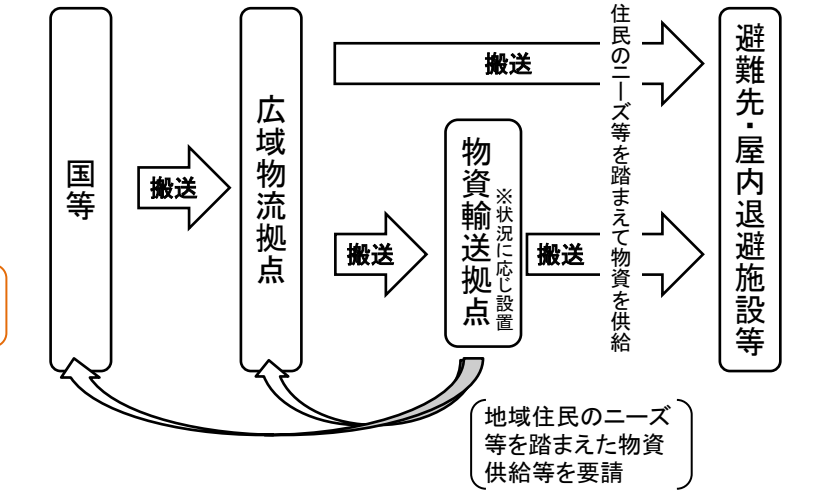 国等
搬送
広域物流拠点
搬送
搬送
物資輸送拠点
※状況に応じ設置
搬送
住民のニーズ等を踏まえて物資を供給
避難先・屋内退避施設等
地域住民のニーズ
等を踏まえた物資
供給等を要請